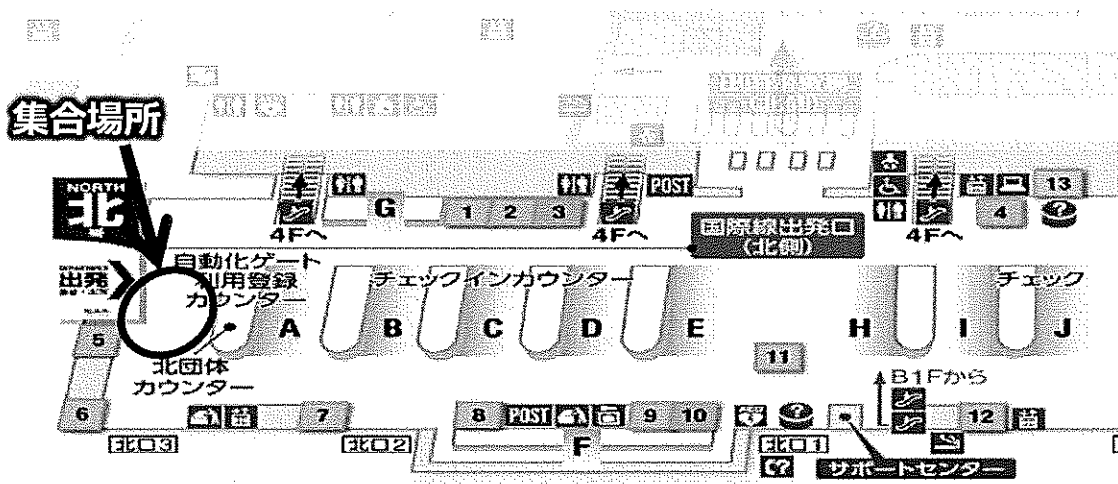 集合場所
NORTH
北
出発
4Fへ
G
1 2 3
4Fへ
POST
国際線出発口
(北側)
4Fへ
4
13
自動化ゲート
利用登録
カウンター
チェックインカウンター
チェック
A
B
C
D
E
H
I
J
5
北団体
カウンター
11
B1Fから
6
7
8
POST
9
10
12
F
北口3
北口2
北口1
サポートセンター